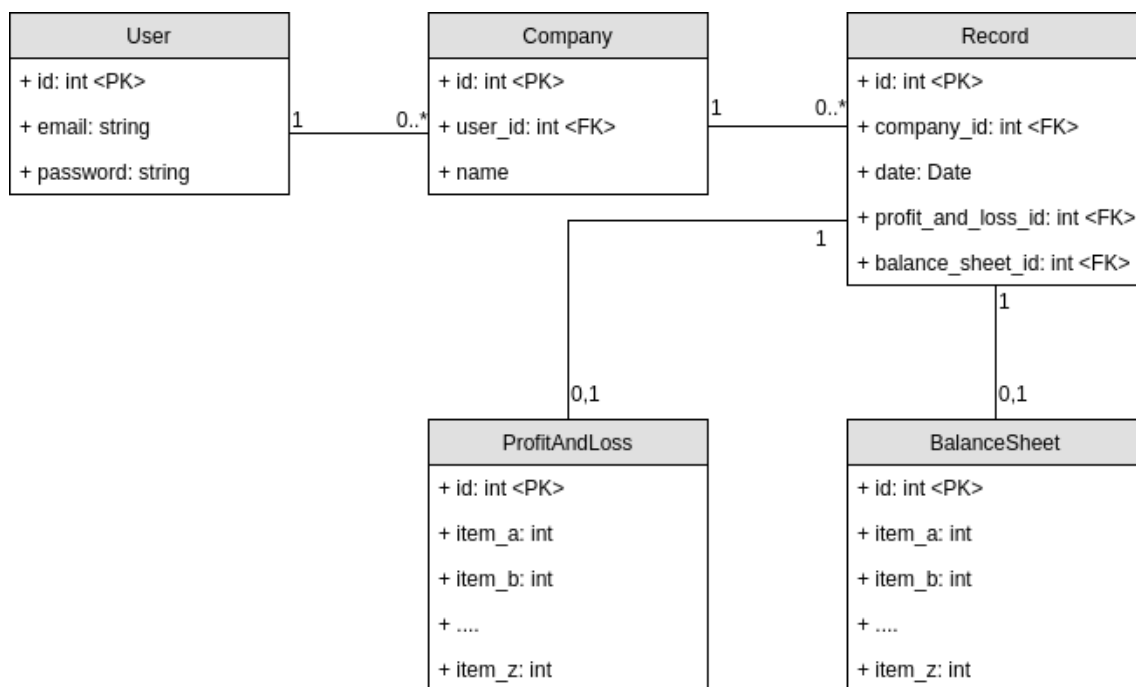 User
+ id: int <PK>
+ email: string
+ password: string
1
0..*
Company
+ id: int <PK>
+ user_id: int <FK>
+ name
1
0..*
Record
+ id: int <PK>
+ company_id: int <FK>
+ date: Date
+ profit_and_loss_id: int <FK>
+ balance_sheet_id: int <FK>
1
1
0,1
0,1
ProfitAndLoss
+ id: int <PK>
+ item_a: int
+ item_b: int
+ ....
+ item_z: int
BalanceSheet
+ id: int <PK>
+ item_a: int
+ item_b: int
+ ....
+ item_z: int